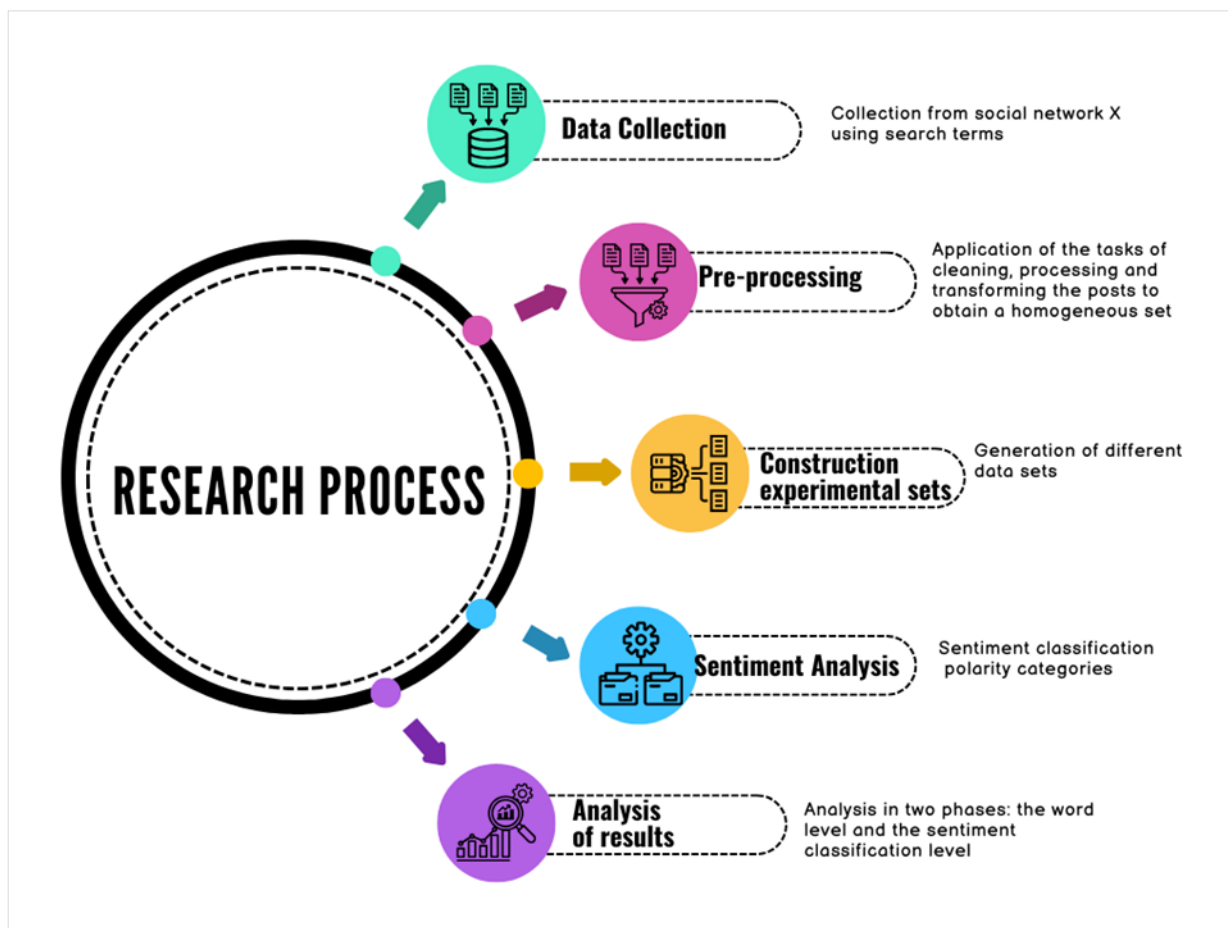 RESEARCH PROCESS
Data Collection
Collection from social network X
using search terms
Pre-processing
Application of the tasks of
cleaning, processing and
transforming the posts to
obtain a homogeneous set
Construction
experimental sets
Generation of different
data sets
Sentiment Analysis
Sentiment classification
polarity categories
Analysis
of results
Analysis in two phases: the word
level and the sentiment
classification level